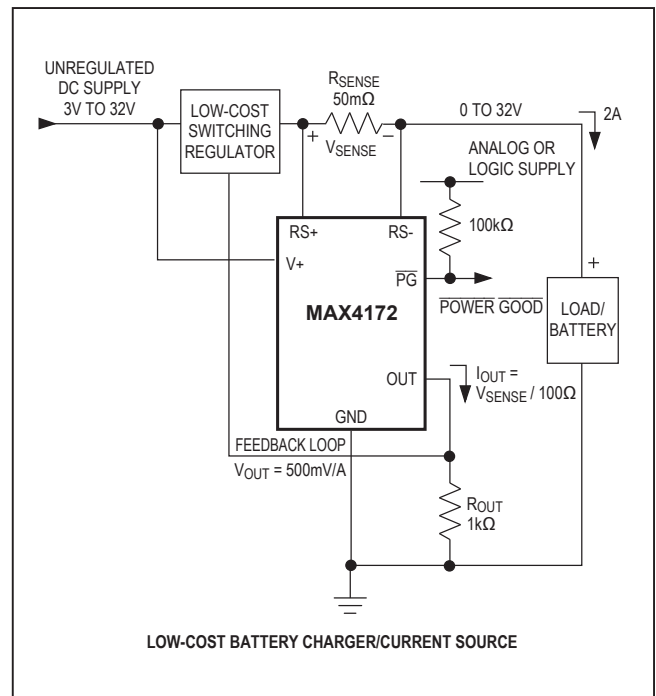 UNREGULATED
DC SUPPLY
3V TO 32V
LOW-COST
SWITCHING
REGULATOR
RSENSE
50mΩ
+
VSENSE
−
0 TO 32V
2A
ANALOG OR
LOGIC SUPPLY
100kΩ
RS+
RS-
V+
PG
MAX4172
POWER GOOD
+
LOAD/
BATTERY
OUT
IOUT =
VSENSE / 100Ω
GND
FEEDBACK LOOP
VOUT = 500mV/A
ROUT
1kΩ
LOW-COST BATTERY CHARGER/CURRENT SOURCE